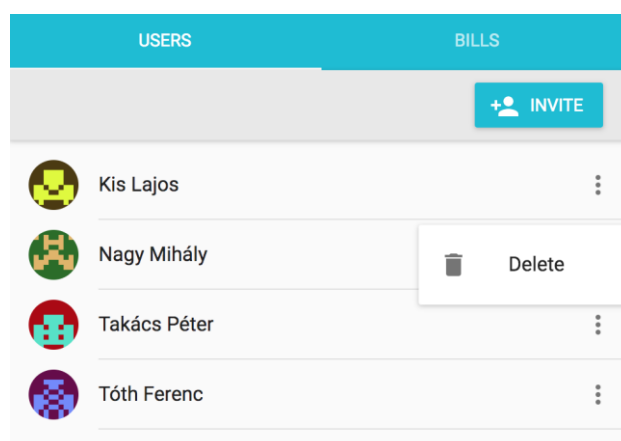 USERS
BILLS
INVITE
Kis Lajos
Nagy Mihály
Delete
Takács Péter
Tóth Ferenc